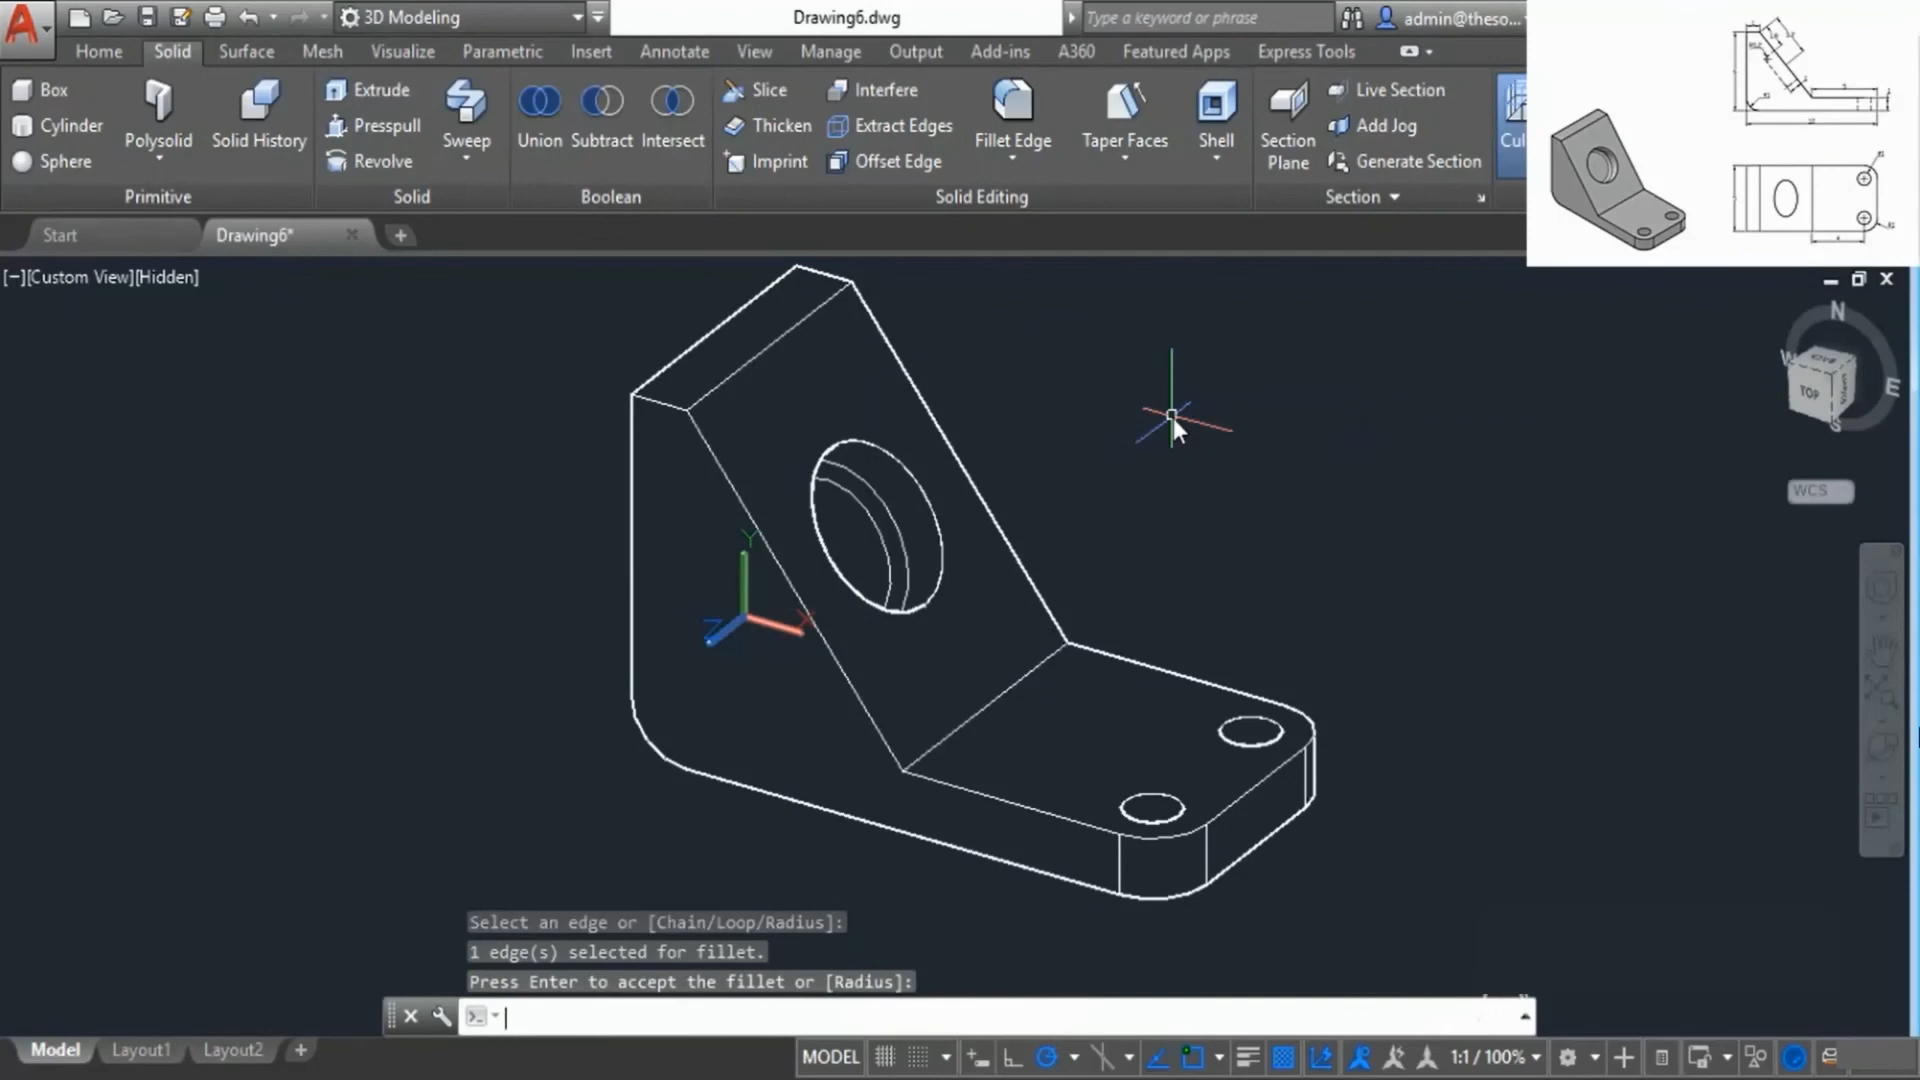 3D Modeling
Drawing6.dwg
Type a keyword or phrase
admin@theso...
Home Solid Surface Mesh Visualize Parametric Insert Annotate View Manage Output Add-ins A360 Featured Apps Express Tools
Box
Cylinder
Sphere
Polysolid
Solid History
Primitive
Extrude
Presspull
Revolve
Sweep
Solid
Union
Subtract
Intersect
Boolean
Slice
Thicken
Imprint
Interfere
Extract Edges
Offset Edge
Fillet Edge
Taper Faces
Shell
Solid Editing
Section
Plane
Live Section
Add Jog
Generate Section
Section
Cul
Start
Drawing6*
[−][Custom View][Hidden]
N
W
E
TOP
S
WCS
Y
X
Z
Select an edge or [Chain/Loop/Radius]:
1 edge(s) selected for fillet.
Press Enter to accept the fillet or [Radius]:
Model Layout1 Layout2 +
MODEL
1:1 / 100%